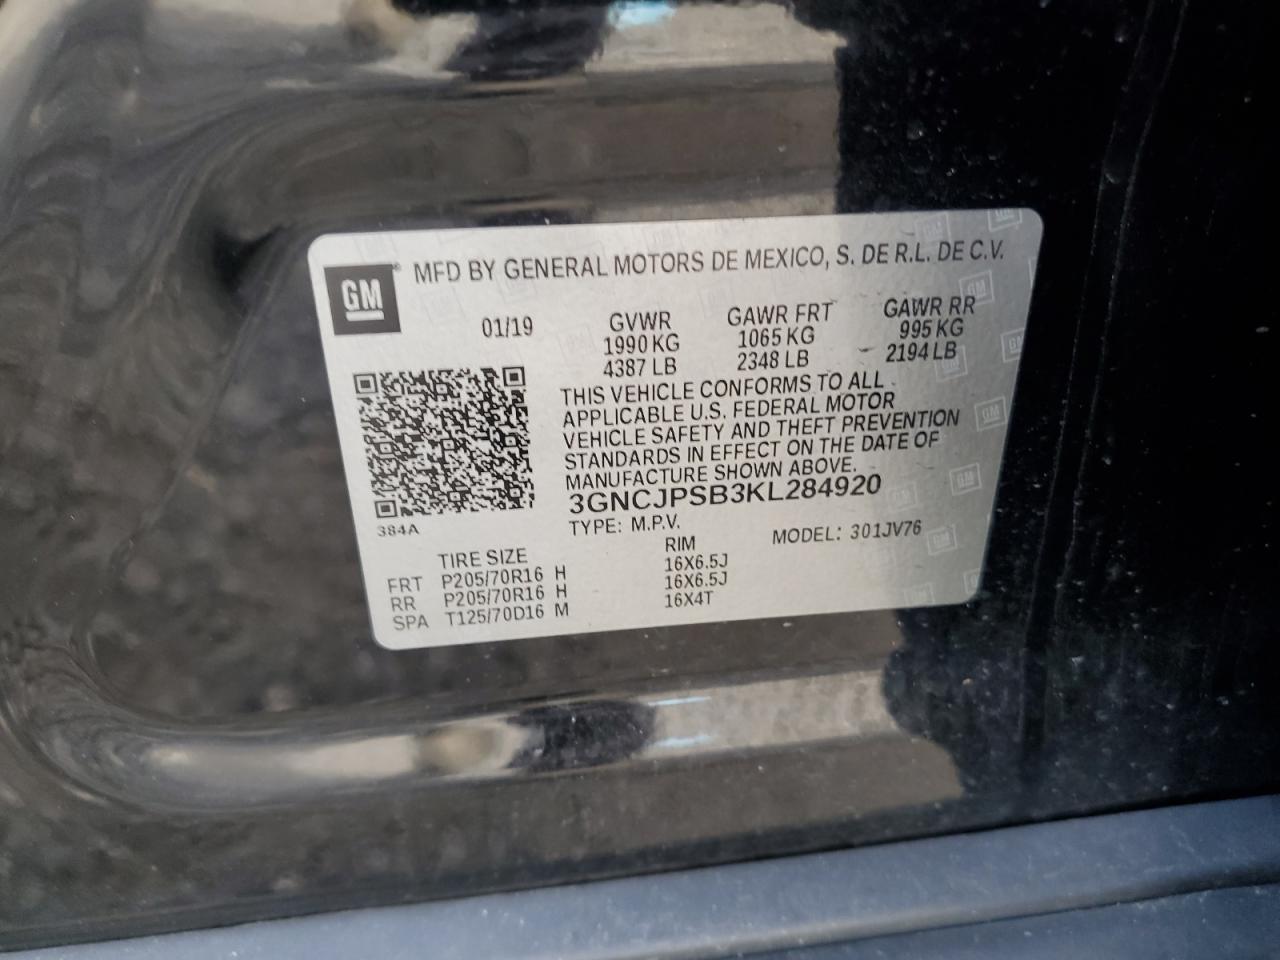 GM
MFD BY GENERAL MOTORS DE MEXICO, S. DE R.L. DE C.V.
01/19
GVWR GAWR FRT GAWR RR
1990 KG 1065 KG 995 KG
4387 LB 2348 LB 2194 LB
THIS VEHICLE CONFORMS TO ALL
APPLICABLE U.S. FEDERAL MOTOR
VEHICLE SAFETY AND THEFT PREVENTION
STANDARDS IN EFFECT ON THE DATE OF
MANUFACTURE SHOWN ABOVE.
3GNCJPSB3KL284920
384A
TYPE: M.P.V. MODEL: 301JV76
TIRE SIZE RIM
FRT P205/70R16 H 16X6.5J
RR P205/70R16 H 16X6.5J
SPA T125/70D16 M 16X4T